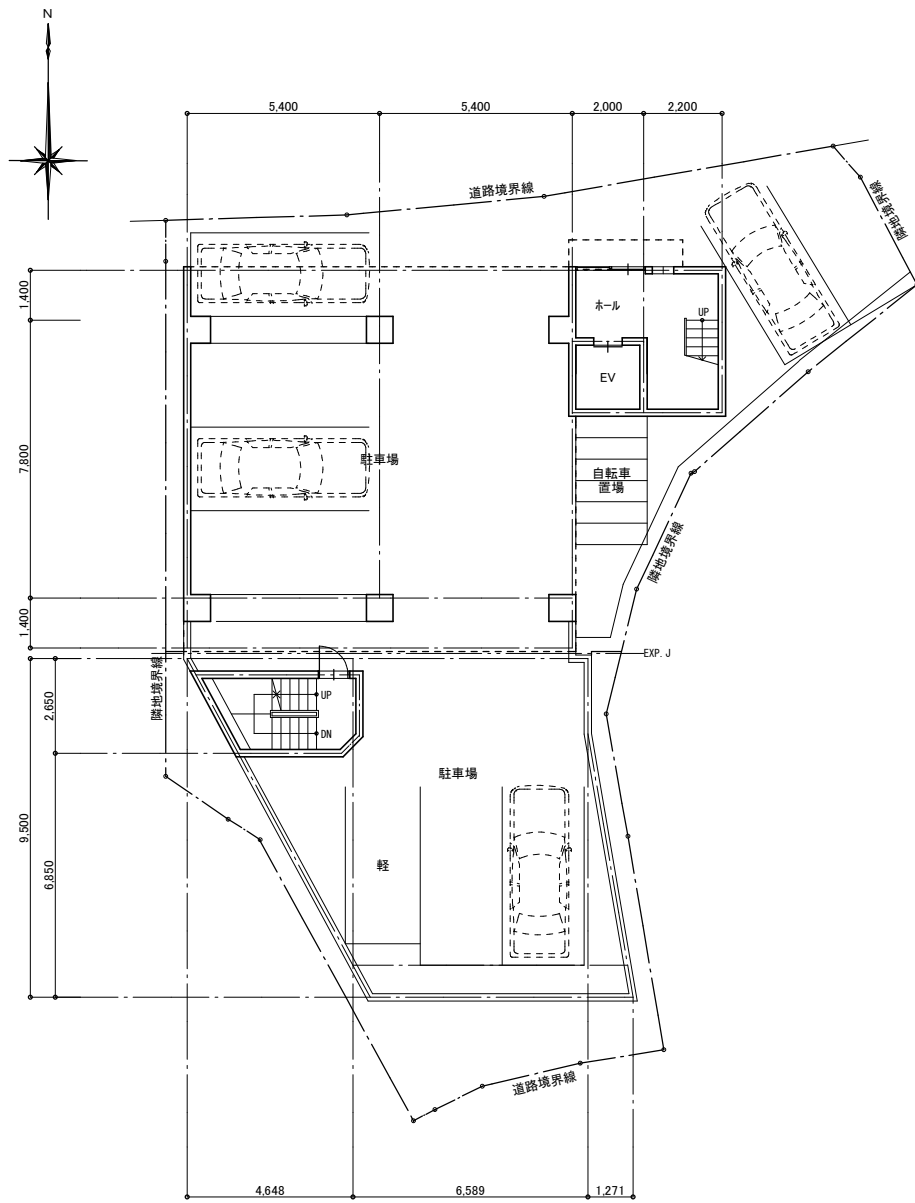 N
5,400
5,400
2,000
2,200
道路境界線
隣地境界線
1,400
ホール
UP
EV
7,800
駐車場
自転車
置場
隣地境界線
1,400
EXP.J
隣地境界線
2,650
UP
DN
駐車場
9,500
6,850
軽
道路境界線
4,648
6,589
1,271